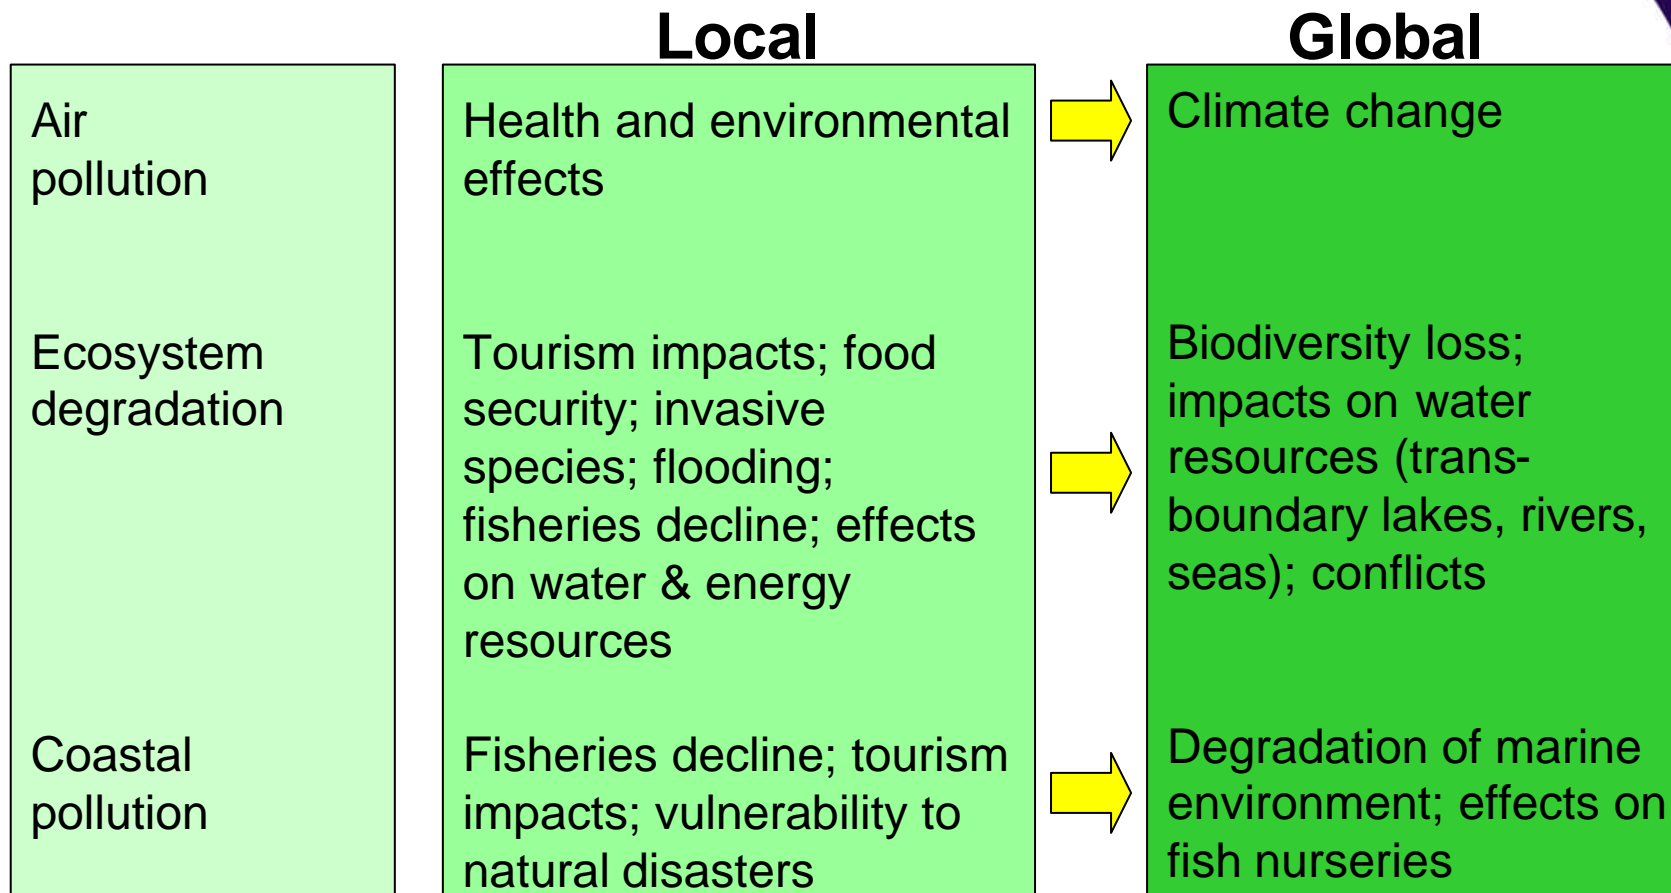 Local
Global
Air
pollution
Health and environmental
effects
Climate change
Ecosystem
degradation
Tourism impacts; food
security; invasive
species; flooding;
fisheries decline; effects
on water & energy
resources
Biodiversity loss;
impacts on water
resources (trans-
boundary lakes, rivers,
seas); conflicts
Coastal
pollution
Fisheries decline; tourism
impacts; vulnerability to
natural disasters
Degradation of marine
environment; effects on
fish nurseries